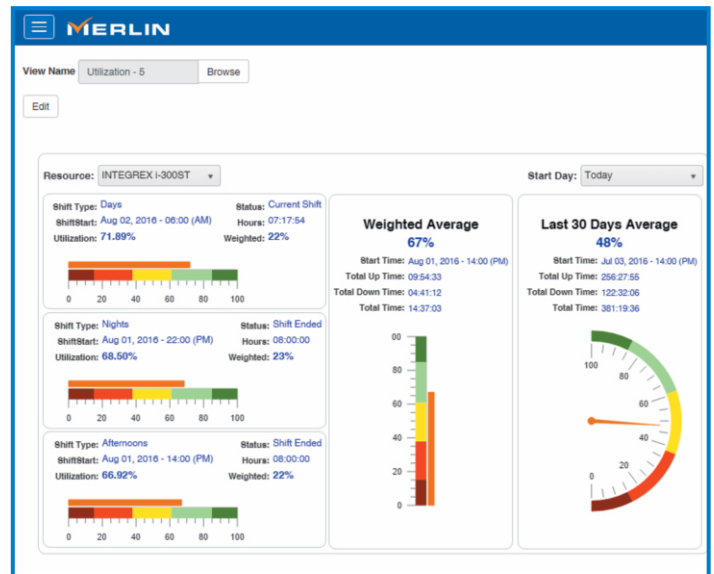 MERLIN
View Name Utilization - 5 Browse
Edit
Resource: INTEGREX i-300ST
Start Day: Today
Shift Type: Days Status: Current Shift
ShiftStart: Aug 02, 2016 - 06:00 (AM) Hours: 07:17:54
Utilization: 71.89% Weighted: 22%
0 20 40 60 80 100
Shift Type: Nights Status: Shift Ended
ShiftStart: Aug 01, 2016 - 22:00 (PM) Hours: 08:00:00
Utilization: 68.50% Weighted: 23%
0 20 40 60 80 100
Shift Type: Afternoons Status: Shift Ended
ShiftStart: Aug 01, 2016 - 14:00 (PM) Hours: 08:00:00
Utilization: 66.92% Weighted: 22%
0 20 40 60 80 100
Weighted Average
67%
Start Time: Aug 01, 2016 - 14:00 (PM)
Total Up Time: 09:54:33
Total Down Time: 04:41:12
Total Time: 14:37:03
00
80
60
40
20
0
Last 30 Days Average
48%
Start Time: Jul 03, 2016 - 14:00 (PM)
Total Up Time: 256:27:55
Total Down Time: 122:32:06
Total Time: 381:19:36
100
80
60
40
20
0